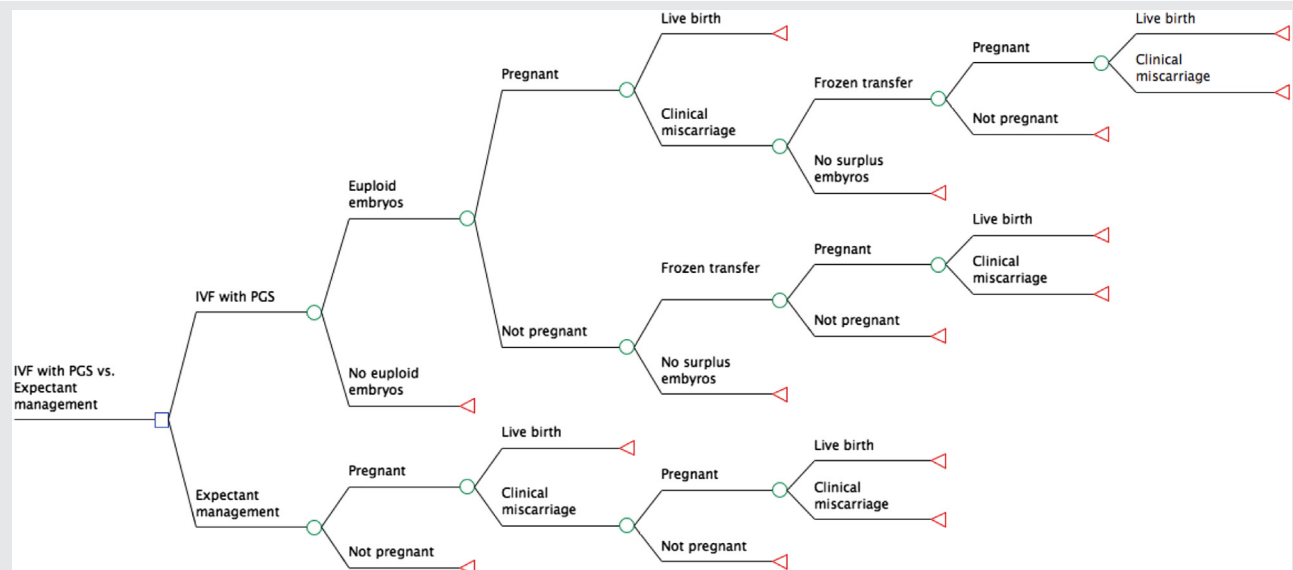 Live birth
Live birth
Pregnant
Clinical
miscarriage
Pregnant
Frozen transfer
Clinical
miscarriage
Not pregnant
No surplus
embyros
Euploid
embryos
Live birth
Pregnant
Clinical
miscarriage
Frozen transfer
IVF with PGS
Not pregnant
Not pregnant
No surplus
embyros
IVF with PGS vs.
Expectant
management
No euploid
embryos
Live birth
Live birth
Pregnant
Pregnant
Clinical
miscarriage
Clinical
miscarriage
Expectant
management
Not pregnant
Not pregnant